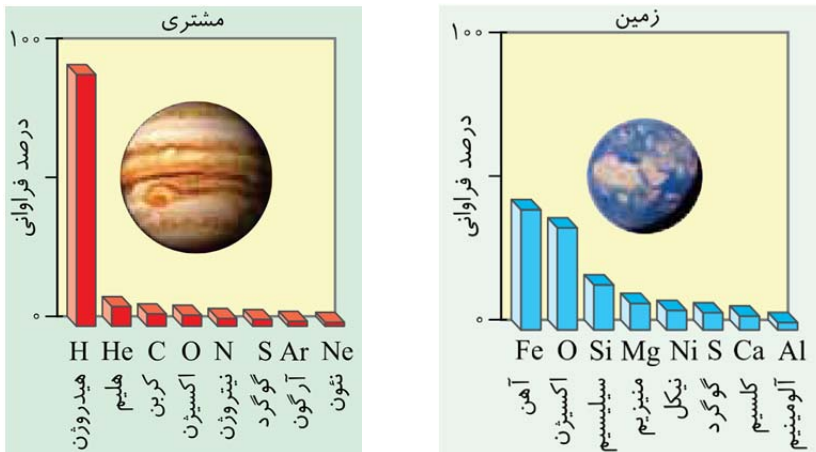 مشتری
۱۰۰
درصد فراوانی
۰
H He C O N S Ar Ne
هیدروژن هلیم کربن اکسیژن نیتروژن گوگرد آرگون نئون
زمین
۱۰۰
درصد فراوانی
۰
Fe O Si Mg Ni S Ca Al
آهن اکسیژن سیلیسیم منیزیم نیکل گوگرد کلسیم آلومینیم